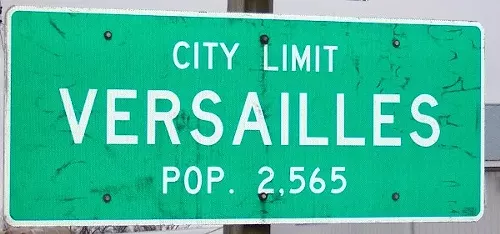 CITY LIMIT
VERSAILLES
POP. 2,565